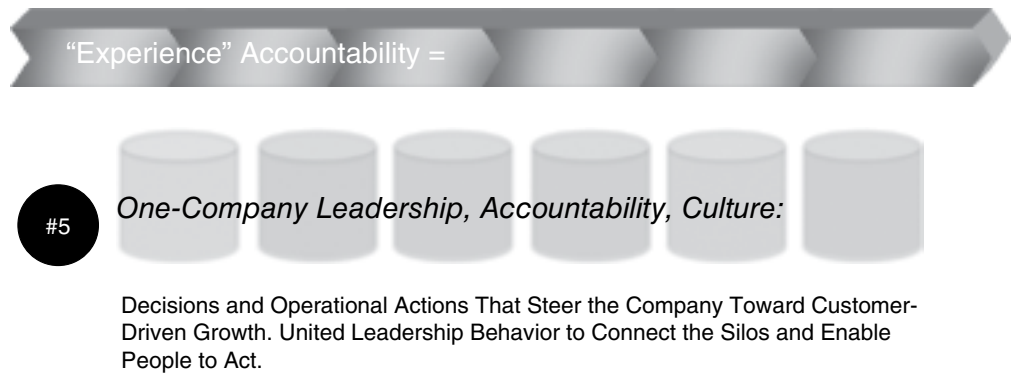 “Experience” Accountability =
#5
One-Company Leadership, Accountability, Culture:
Decisions and Operational Actions That Steer the Company Toward Customer-
Driven Growth. United Leadership Behavior to Connect the Silos and Enable
People to Act.